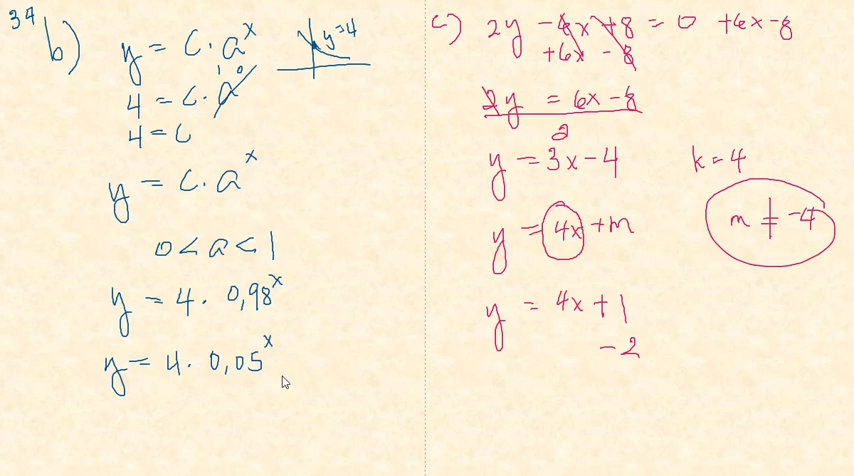 34
b)
y = C · a^x
y=4
4 = C · a^0
1
4 = C
y = C · a^x
0 < a < 1
y = 4 · 0,98^x
y = 4 · 0,05^x
c) 2y - 6x + 8 = 0 + 6x - 8
+6x - 8
2y = 6x - 8
2
y = 3x - 4
k = 4
y = 4x + m
m ≠ -4
y = 4x + 1
- 2